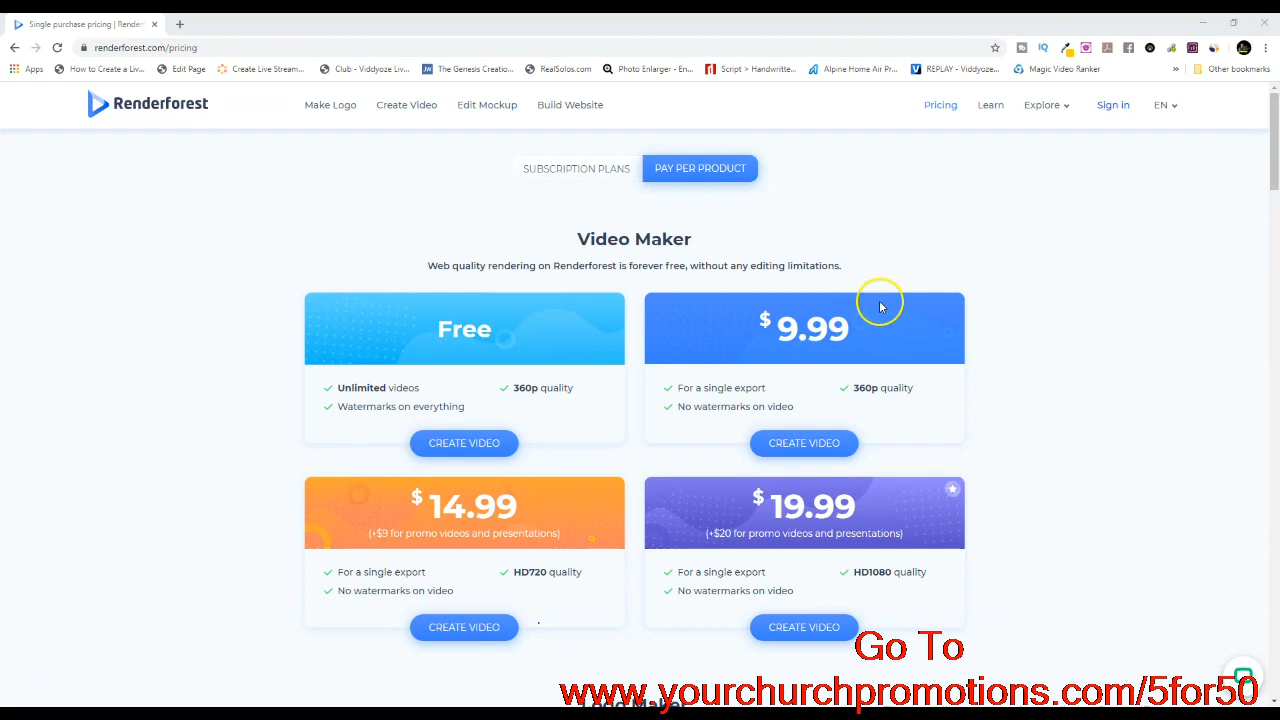 Single purchase pricing | Render
renderforest.com/pricing
Apps
How to Create a Liv...
Edit Page
Create Live Stream...
Club - Viddyoze Liv...
The Genesis Creatio...
RealSolos.com
Photo Enlarger - En...
Script > Handwritte...
Alpine Home Air Pr...
REPLAY - Viddyoze...
Magic Video Ranker
Other bookmarks
Renderforest
Make Logo
Create Video
Edit Mockup
Build Website
Pricing
Learn
Explore
Sign in
EN
SUBSCRIPTION PLANS
PAY PER PRODUCT
Video Maker
Web quality rendering on Renderforest is forever free, without any editing limitations.
Free
Unlimited videos
360p quality
Watermarks on everything
CREATE VIDEO
$ 9.99
For a single export
360p quality
No watermarks on video
CREATE VIDEO
$ 14.99
(+$9 for promo videos and presentations)
For a single export
HD720 quality
No watermarks on video
CREATE VIDEO
$ 19.99
(+$20 for promo videos and presentations)
For a single export
HD1080 quality
No watermarks on video
CREATE VIDEO
Go To
www.yourchurchpromotions.com/5for50
Logo Maker